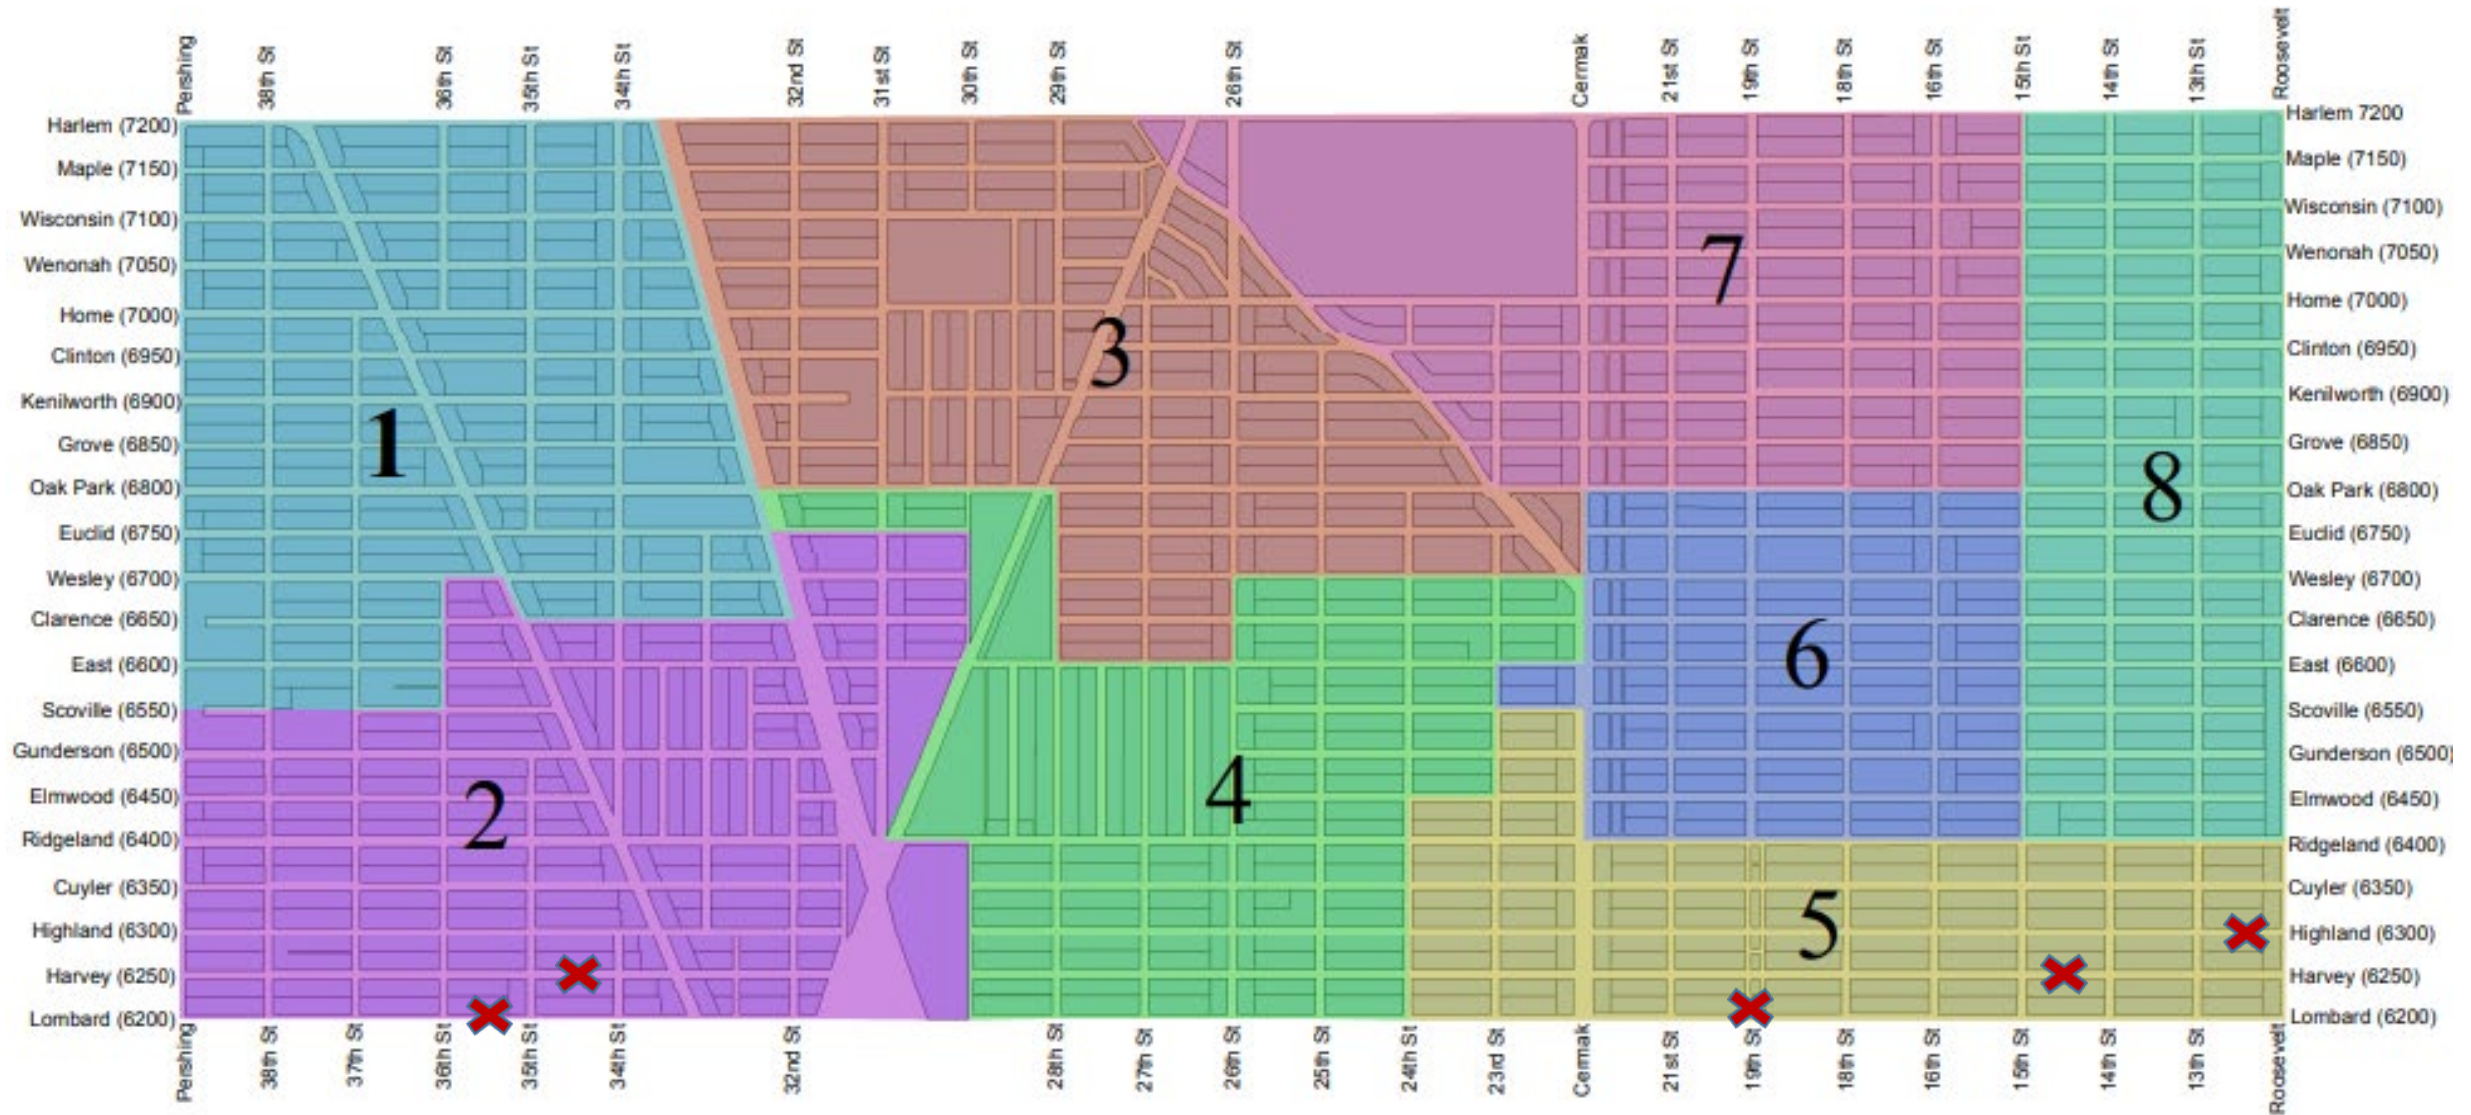 Pershing
38th St
36th St
35th St
34th St
32nd St
31st St
30th St
29th St
26th St
Cermak
21st St
19th St
18th St
16th St
15th St
14th St
13th St
Roosevelt
Harlem (7200)
Maple (7150)
Wisconsin (7100)
Wenonah (7050)
Home (7000)
Clinton (6950)
Kenilworth (6900)
Grove (6850)
Oak Park (6800)
Euclid (6750)
Wesley (6700)
Clarence (6650)
East (6600)
Scoville (6550)
Gunderson (6500)
Elmwood (6450)
Ridgeland (6400)
Cuyler (6350)
Highland (6300)
Harvey (6250)
Lombard (6200)
1
2
3
4
5
6
7
8
Harlem 7200
Maple (7150)
Wisconsin (7100)
Wenonah (7050)
Home (7000)
Clinton (6950)
Kenilworth (6900)
Grove (6850)
Oak Park (6800)
Euclid (6750)
Wesley (6700)
Clarence (6650)
East (6600)
Scoville (6550)
Gunderson (6500)
Elmwood (6450)
Ridgeland (6400)
Cuyler (6350)
Highland (6300)
Harvey (6250)
Lombard (6200)
Pershing
38th St
37th St
36th St
35th St
34th St
32nd St
28th St
27th St
26th St
25th St
24th St
23rd St
Cermak
21st St
19th St
18th St
16th St
15th St
14th St
13th St
Roosevelt